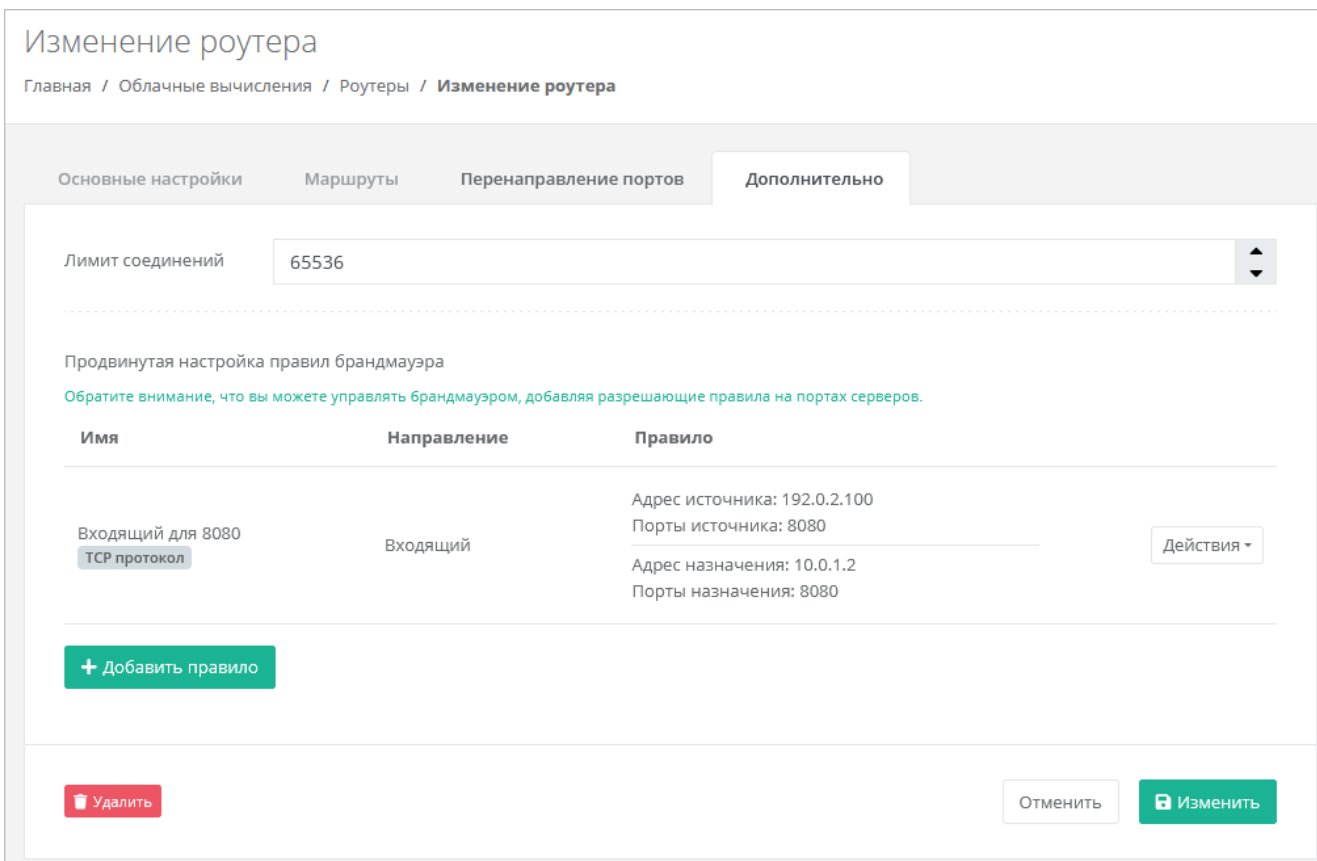 Изменение роутера
Главная / Облачные вычисления / Роутеры / Изменение роутера
Основные настройки Маршруты Перенаправление портов Дополнительно
Лимит соединений 65536
Продвинутая настройка правил брандмауэра
Обратите внимание, что вы можете управлять брандмауэром, добавляя разрешающие правила на портах серверов.
Имя Направление Правило
Адрес источника: 192.0.2.100
Порты источника: 8080
Входящий для 8080
TCP протокол
Входящий
Адрес назначения: 10.0.1.2
Порты назначения: 8080
Действия
+ Добавить правило
Удалить Отменить Изменить